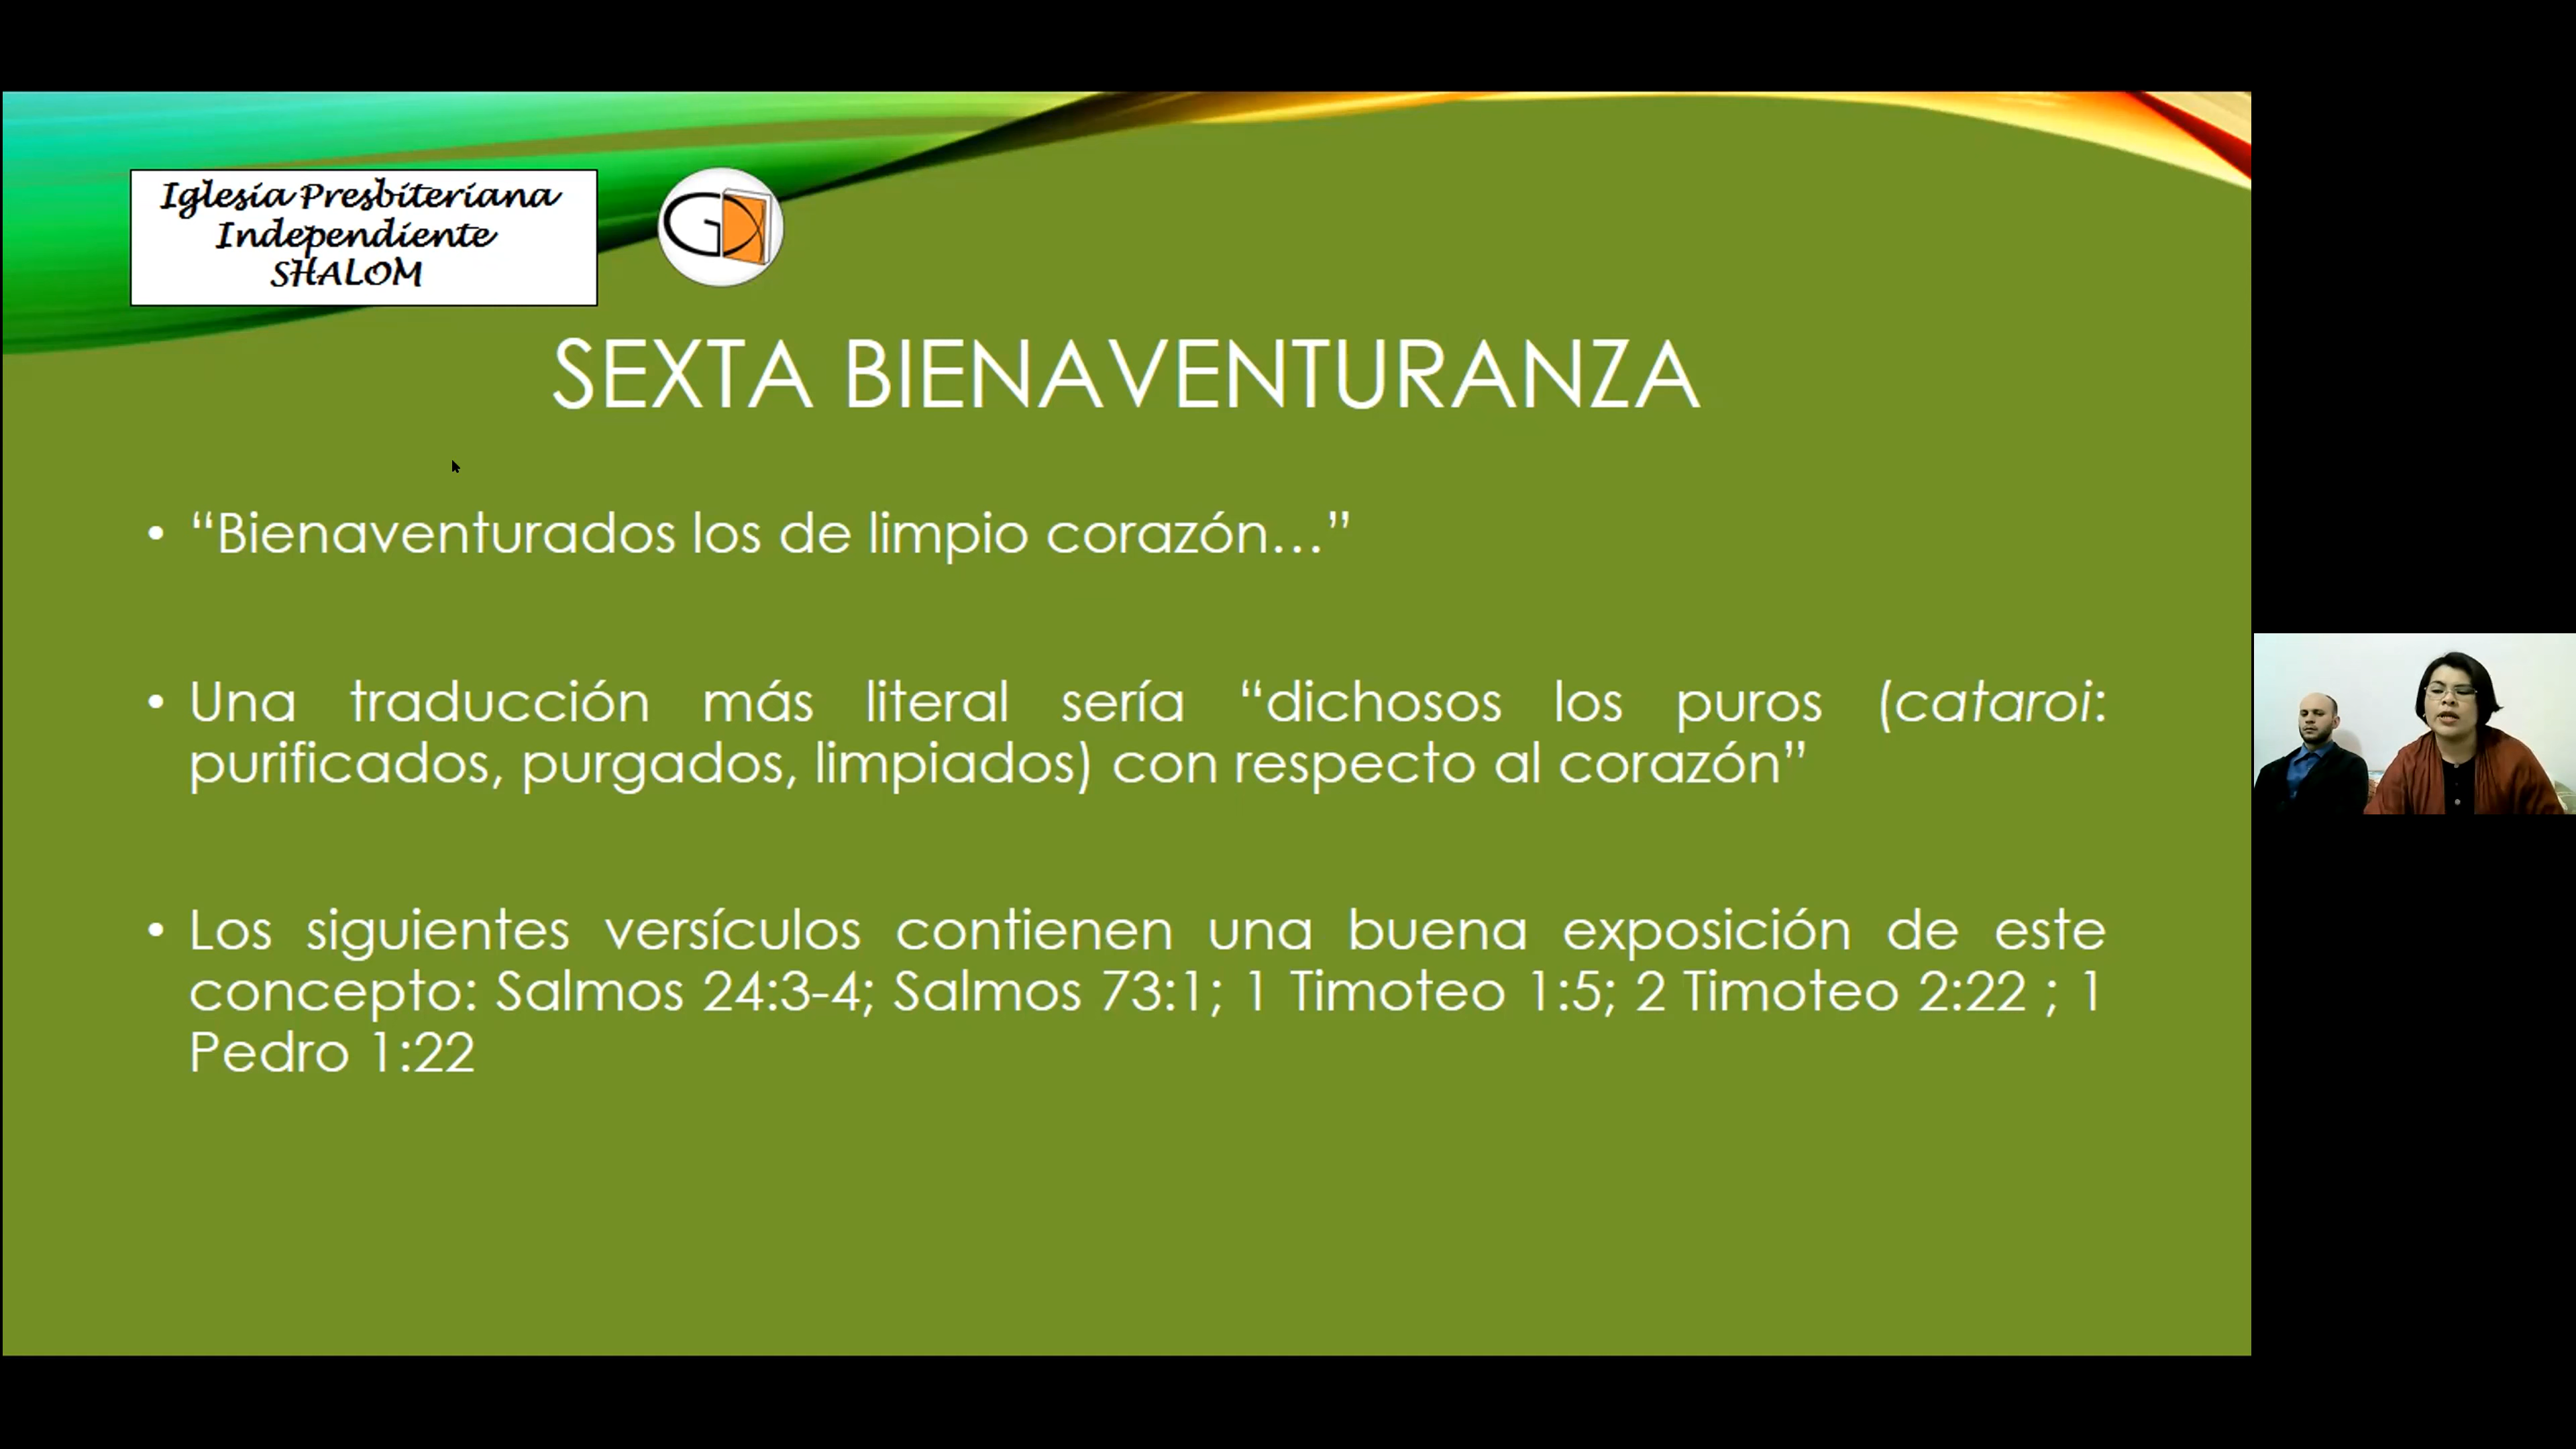 Iglesia Presbiteriana
Independiente
SHALOM
SEXTA BIENAVENTURANZA
• “Bienaventurados los de limpio corazón…”
• Una traducción más literal sería “dichosos los puros (cataroi:
purificados, purgados, limpiados) con respecto al corazón”
• Los siguientes versículos contienen una buena exposición de este
concepto: Salmos 24:3-4; Salmos 73:1; 1 Timoteo 1:5; 2 Timoteo 2:22 ; 1
Pedro 1:22